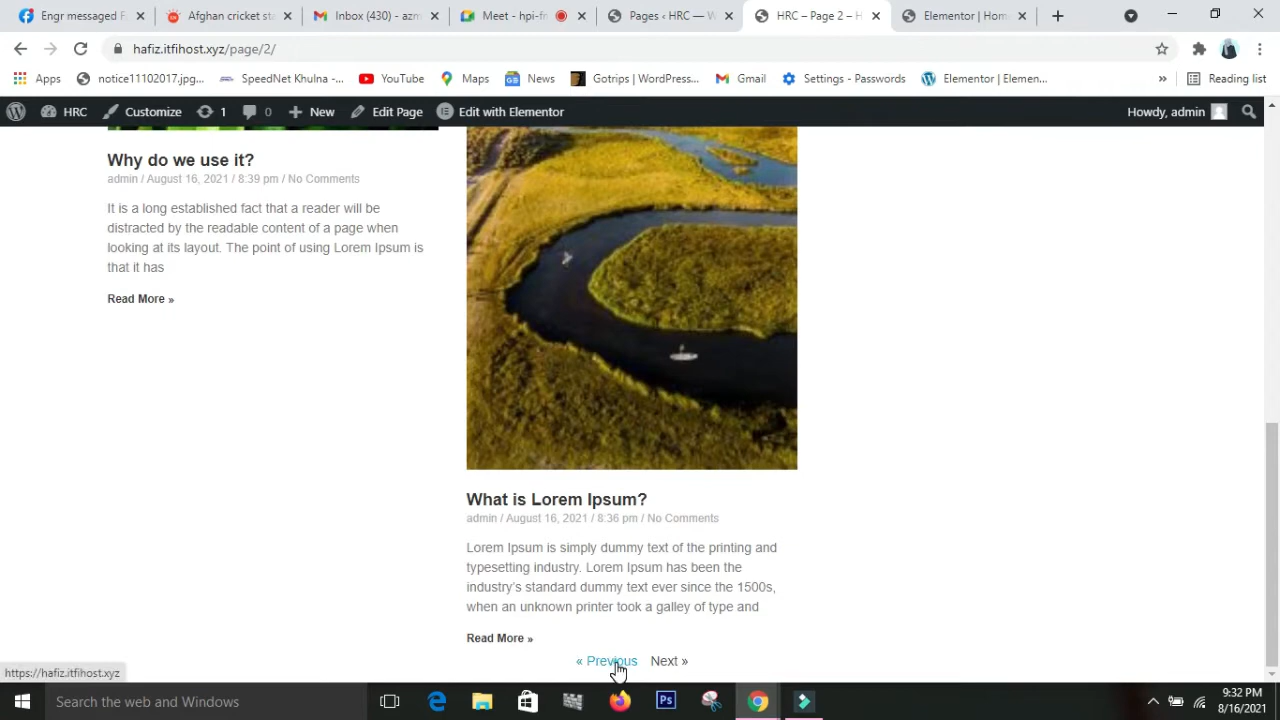 Engr messaged
Afghan cricket sta
Inbox (430) - azm
Meet - hpi-fn
Pages ‹ HRC — W
HRC – Page 2 – H
Elementor | Hom
hafiz.itfihost.xyz/page/2/
Apps
notice11102017.jpg...
SpeedNet Khulna -...
YouTube
Maps
News
Gotrips | WordPress...
Gmail
Settings - Passwords
Elementor | Elemen...
»
Reading list
HRC
Customize
1
0
New
Edit Page
Edit with Elementor
Howdy, admin
Why do we use it?
admin / August 16, 2021 / 8:39 pm / No Comments
It is a long established fact that a reader will be
distracted by the readable content of a page when
looking at its layout. The point of using Lorem Ipsum is
that it has
Read More »
What is Lorem Ipsum?
admin / August 16, 2021 / 8:36 pm / No Comments
Lorem Ipsum is simply dummy text of the printing and
typesetting industry. Lorem Ipsum has been the
industry's standard dummy text ever since the 1500s,
when an unknown printer took a galley of type and
Read More »
« Previous Next »
https://hafiz.itfihost.xyz
Search the web and Windows
Ps
9:32 PM
8/16/2021